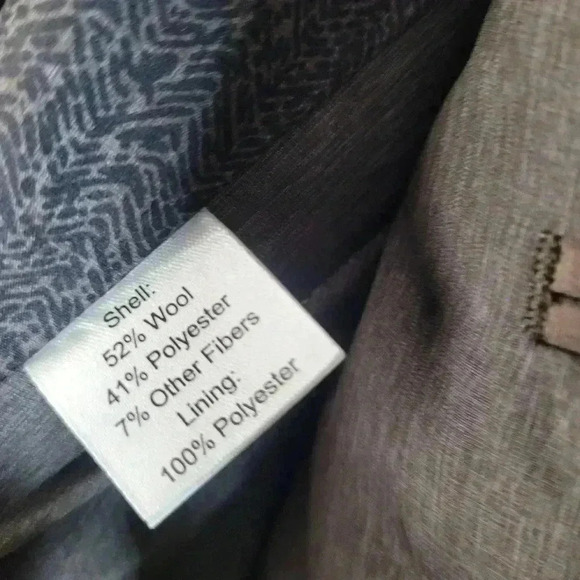 Shell:
52% Wool
41% Polyester
7% Other Fibers
Lining:
100% Polyester